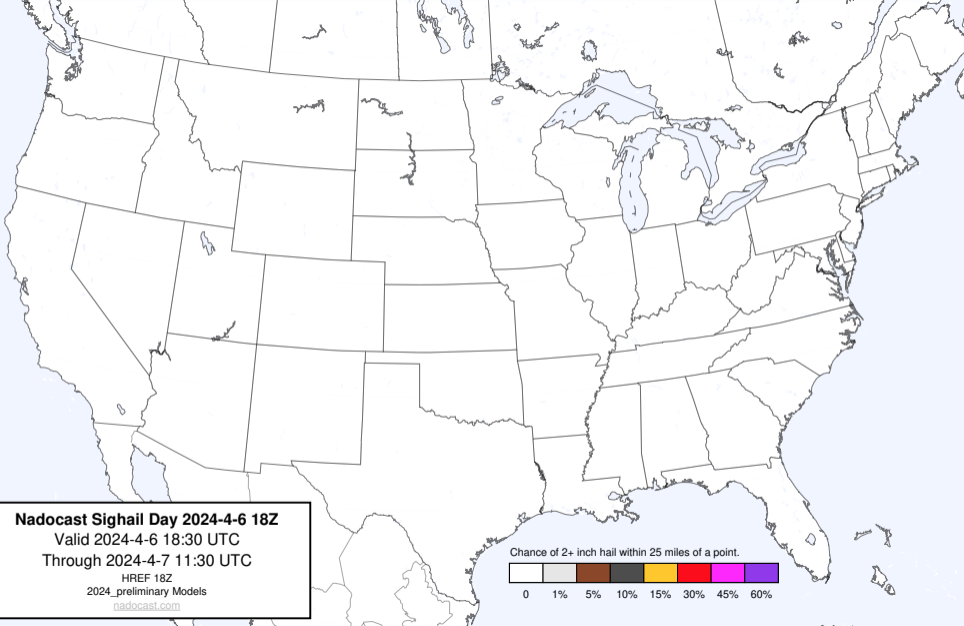 Nadocast Sighail Day 2024-4-6 18Z
Valid 2024-4-6 18:30 UTC
Through 2024-4-7 11:30 UTC
HREF 18Z
2024_preliminary Models
nadocast.com
Chance of 2+ inch hail within 25 miles of a point.
0 1% 5% 10% 15% 30% 45% 60%